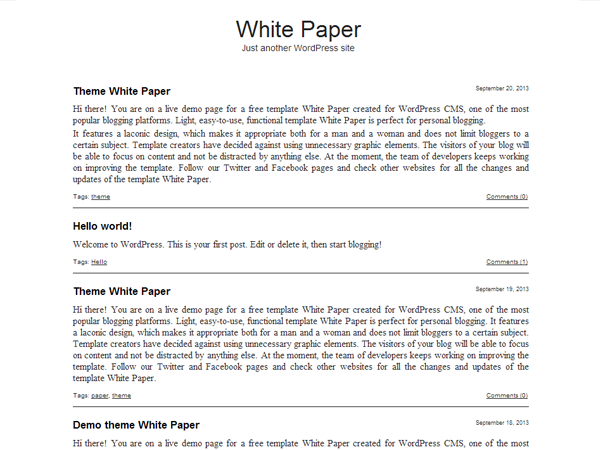 White Paper
Just another WordPress site
Theme White Paper
September 20, 2013
Hi there! You are on a live demo page for a free template White Paper created for WordPress CMS, one of the most
popular blogging platforms. Light, easy-to-use, functional template White Paper is perfect for personal blogging.
It features a laconic design, which makes it appropriate both for a man and a woman and does not limit bloggers to a
certain subject. Template creators have decided against using unnecessary graphic elements. The visitors of your blog will
be able to focus on content and not be distracted by anything else. At the moment, the team of developers keeps working
on improving the template. Follow our Twitter and Facebook pages and check other websites for all the changes and
updates of the template White Paper.
Tags: theme
Comments (0)
Hello world!
Welcome to WordPress. This is your first post. Edit or delete it, then start blogging!
Tags: Hello
Comments (1)
Theme White Paper
September 19, 2013
Hi there! You are on a live demo page for a free template White Paper created for WordPress CMS, one of the most
popular blogging platforms. Light, easy-to-use, functional template White Paper is perfect for personal blogging. It features
a laconic design, which makes it appropriate both for a man and a woman and does not limit bloggers to a certain subject.
Template creators have decided against using unnecessary graphic elements. The visitors of your blog will be able to focus
on content and not be distracted by anything else. At the moment, the team of developers keeps working on improving the
template. Follow our Twitter and Facebook pages and check other websites for all the changes and updates of the
template White Paper.
Tags: paper, theme
Comments (0)
Demo theme White Paper
September 18, 2013
Hi there! You are on a live demo page for a free template White Paper created for WordPress CMS, one of the most